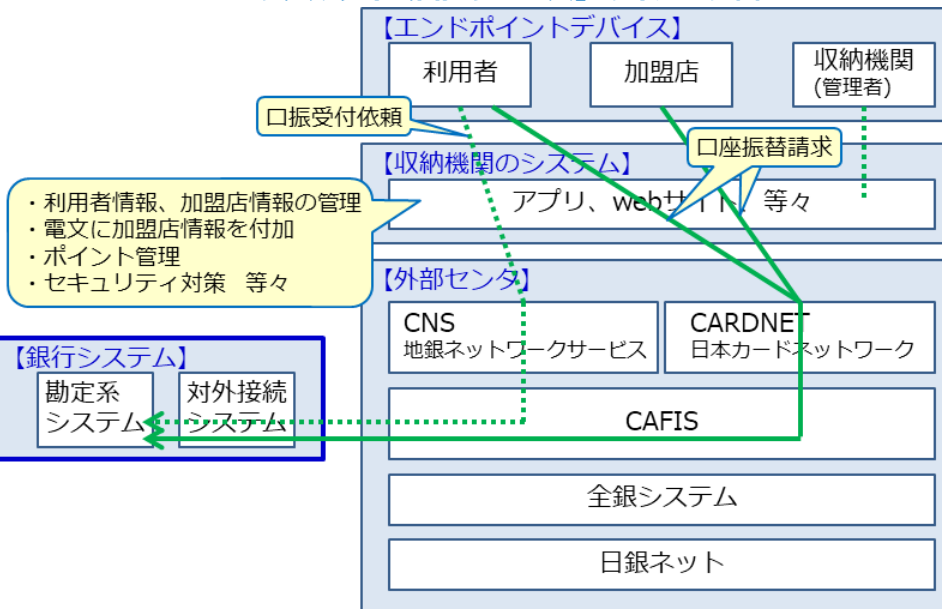 【エンドポイントデバイス】
利用者
加盟店
収納機関
(管理者)
口振受付依頼
口座振替請求
【収納機関のシステム】
アプリ、webサイト、等々
・利用者情報、加盟店情報の管理
・電文に加盟店情報を付加
・ポイント管理
・セキュリティ対策 等々
【外部センタ】
CNS
地銀ネットワークサービス
CARDNET
日本カードネットワーク
【銀行システム】
勘定系
システム
対外接続
システム
CAFIS
全銀システム
日銀ネット